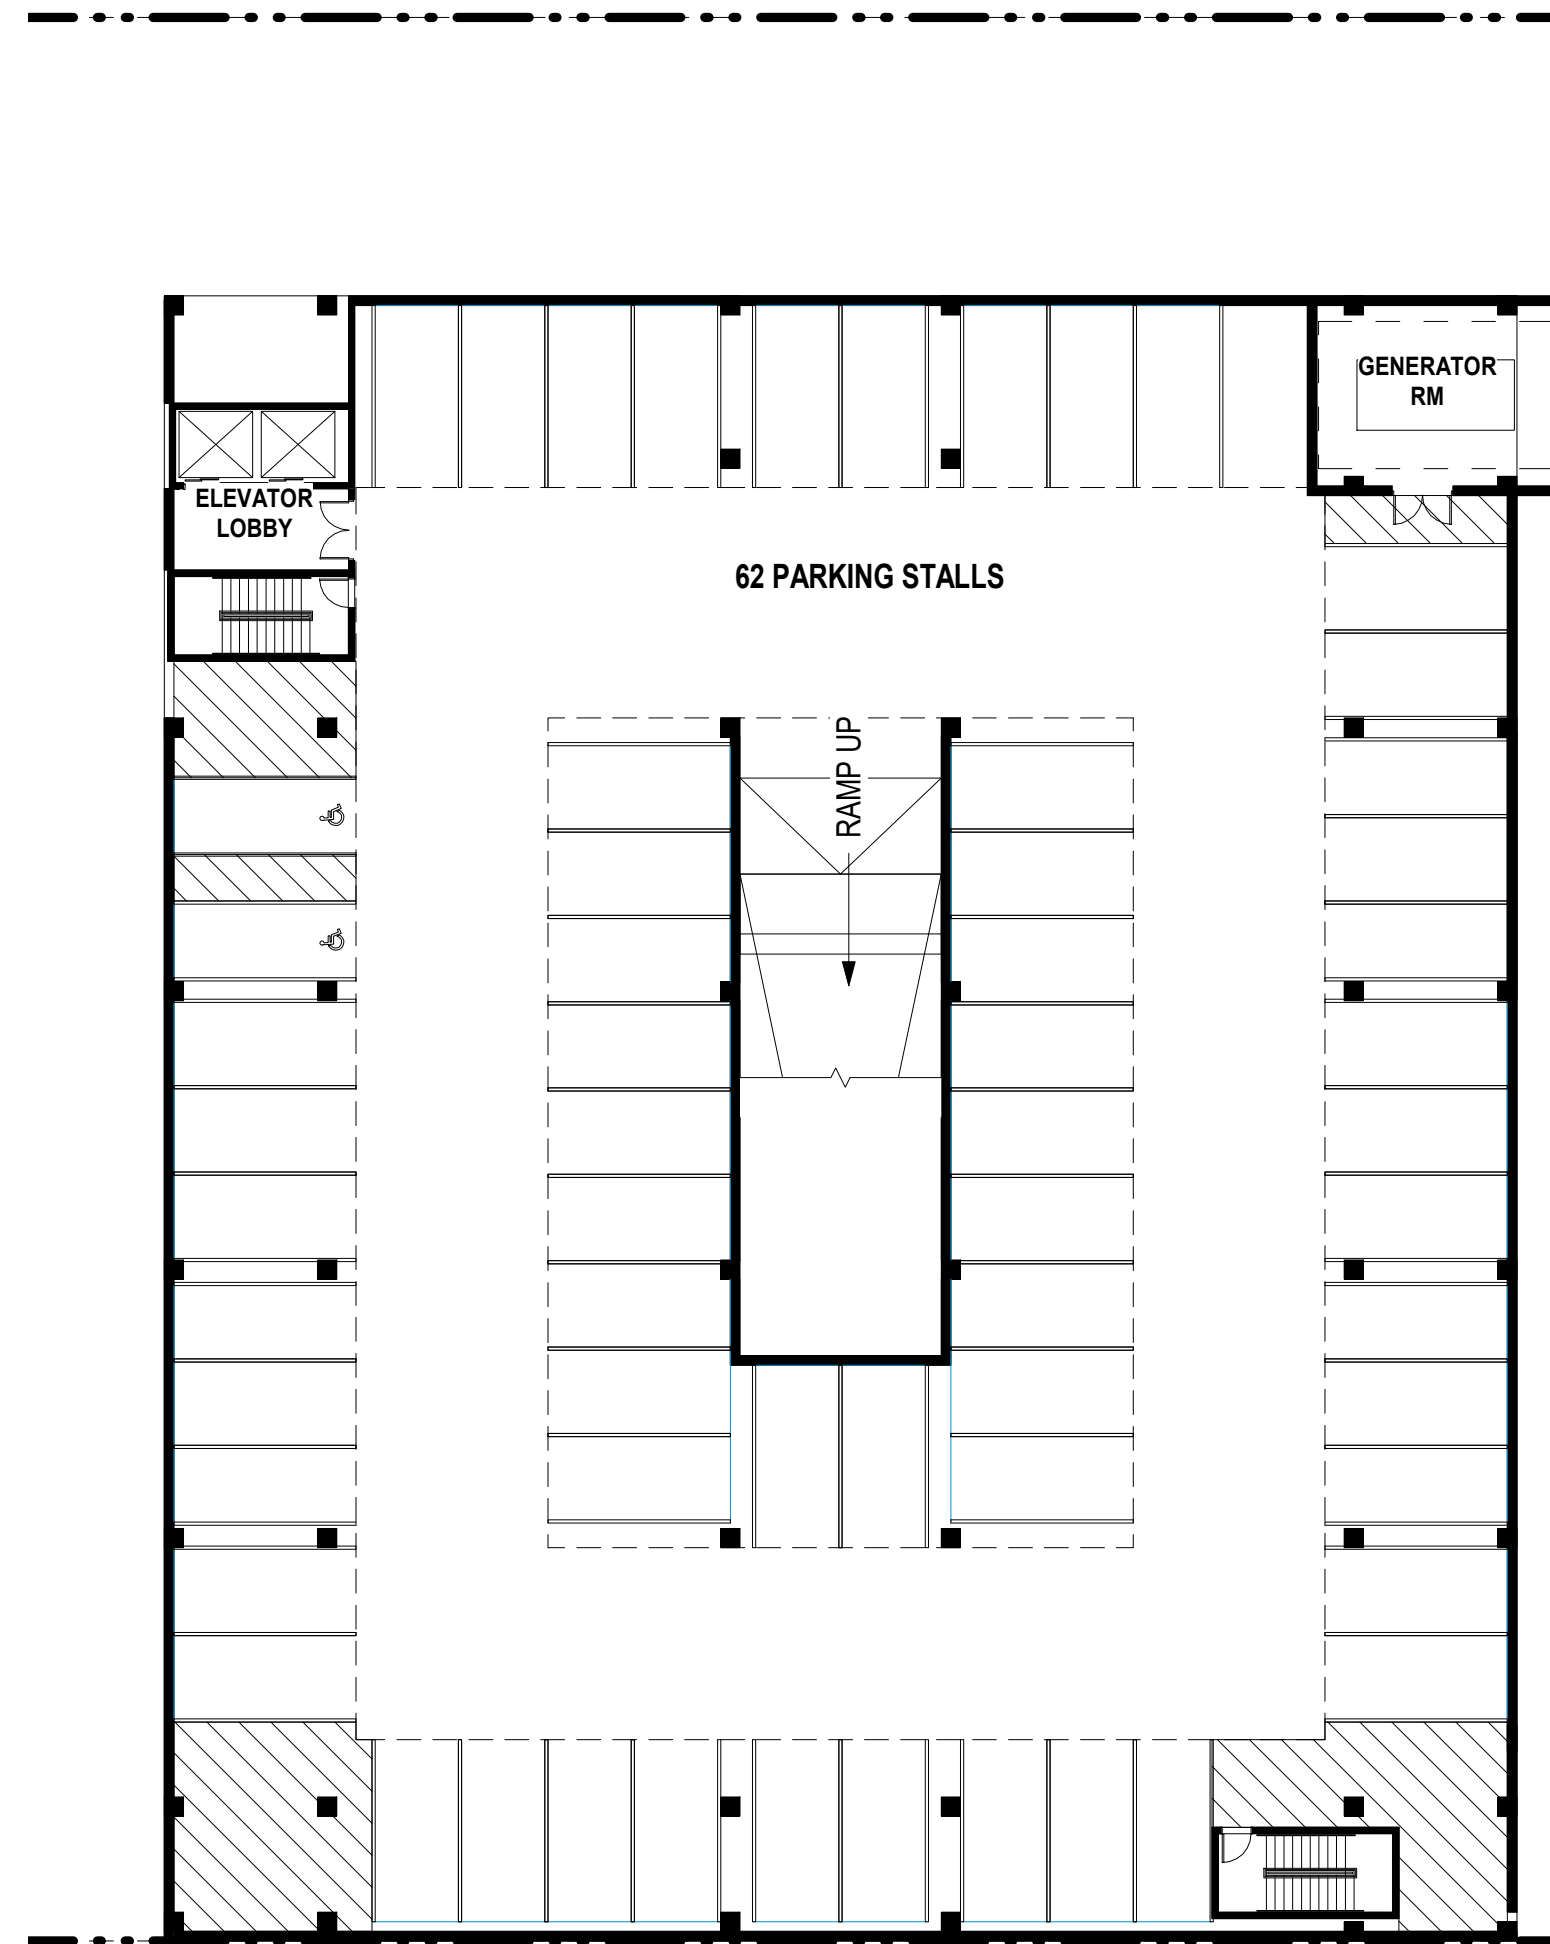 GENERATOR
RM
ELEVATOR
LOBBY
62 PARKING STALLS
RAMP UP